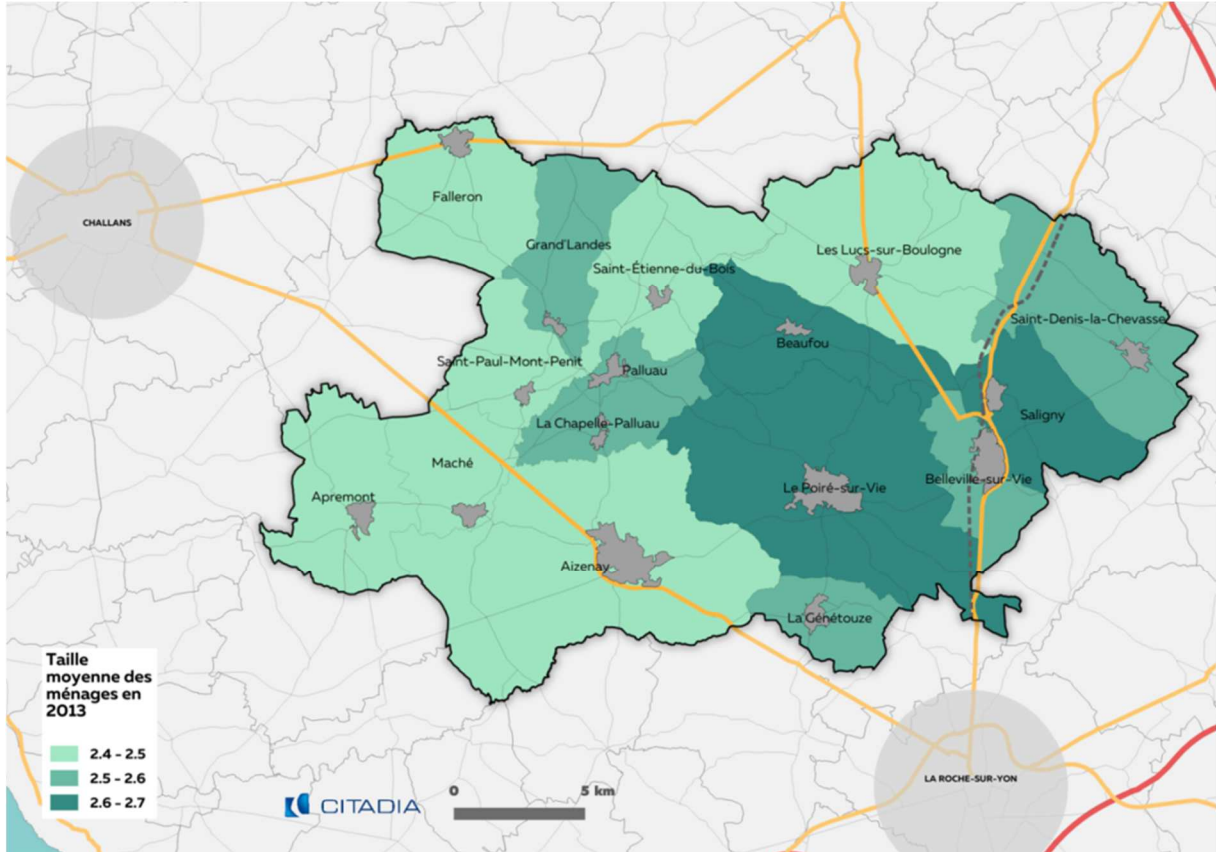 Falleron
CHALLANS
Grand'Landes
Les Lucs-sur-Boulogne
Saint-Étienne-du-Bois
Saint-Denis-la-Chevasse
Beaufou
Saint-Paul-Mont-Penit
Palluau
Saligny
La Chapelle-Palluau
Maché
Belleville-sur-Vie
Le Poiré-sur-Vie
Apremont
Aizenay
La Génétouze
Taille
moyenne des
ménages en
2013
2.4 - 2.5
2.5 - 2.6
2.6 - 2.7
CITADIA
0 5 km
LA ROCHE-SUR-YON